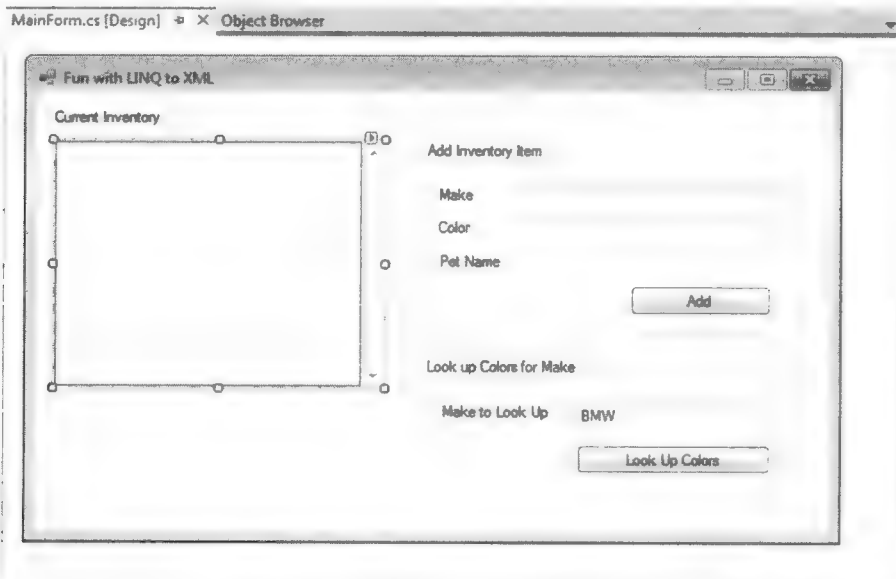 MainForm.cs [Design] Object Browser
Fun with LINQ to XML
Current Inventory
Add Inventory Item
Make
Color
Pet Name
Add
Look up Colors for Make
Make to Look Up BMW
Look Up Colors